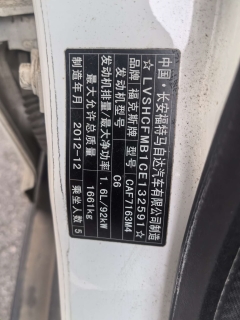 中国·长安福特马自达汽车有限公司制造
☆LVSHCFMB1CE132591☆
品牌 福克斯牌 型号 CAF7163M4
发动机型号 C6
发动机排量/最大净功率 1.6L/92kW
最大允许总质量 1661kg
制造年月 2012-12 乘坐人数 5